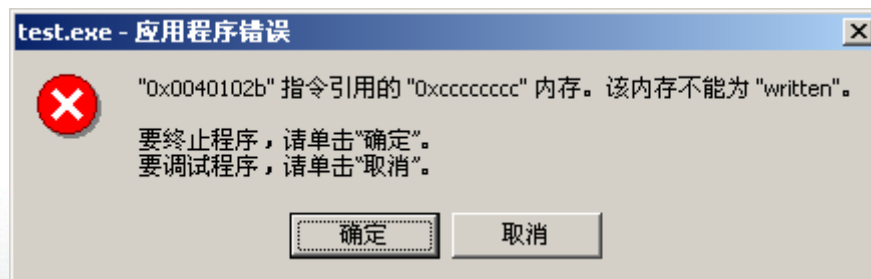 test.exe - 应用程序错误
"0x0040102b" 指令引用的 "0xcccccccc" 内存。该内存不能为 "written"。
要终止程序，请单击“确定”。
要调试程序，请单击“取消”。
确定 取消